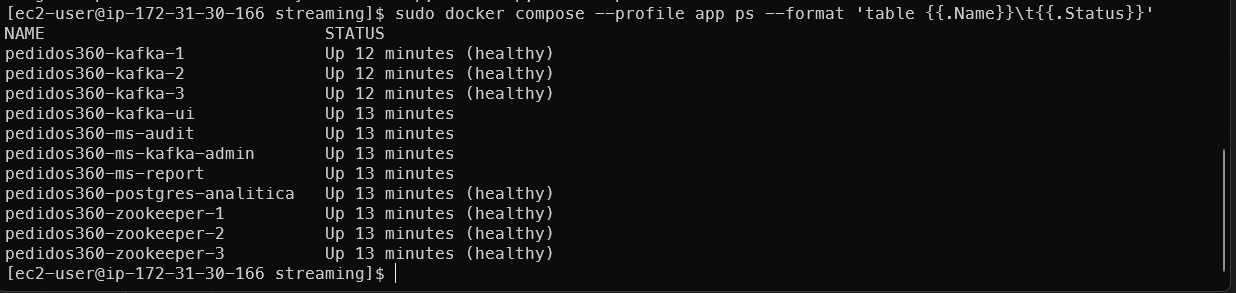 [ec2-user@ip-172-31-30-166 streaming]$ sudo docker compose --profile app ps --format 'table {{.Name}}\t{{.Status}}'
NAME STATUS
pedidos360-kafka-1 Up 12 minutes (healthy)
pedidos360-kafka-2 Up 12 minutes (healthy)
pedidos360-kafka-3 Up 12 minutes (healthy)
pedidos360-kafka-ui Up 13 minutes
pedidos360-ms-audit Up 13 minutes
pedidos360-ms-kafka-admin Up 13 minutes
pedidos360-ms-report Up 13 minutes
pedidos360-postgres-analitica Up 13 minutes (healthy)
pedidos360-zookeeper-1 Up 13 minutes (healthy)
pedidos360-zookeeper-2 Up 13 minutes (healthy)
pedidos360-zookeeper-3 Up 13 minutes (healthy)
[ec2-user@ip-172-31-30-166 streaming]$